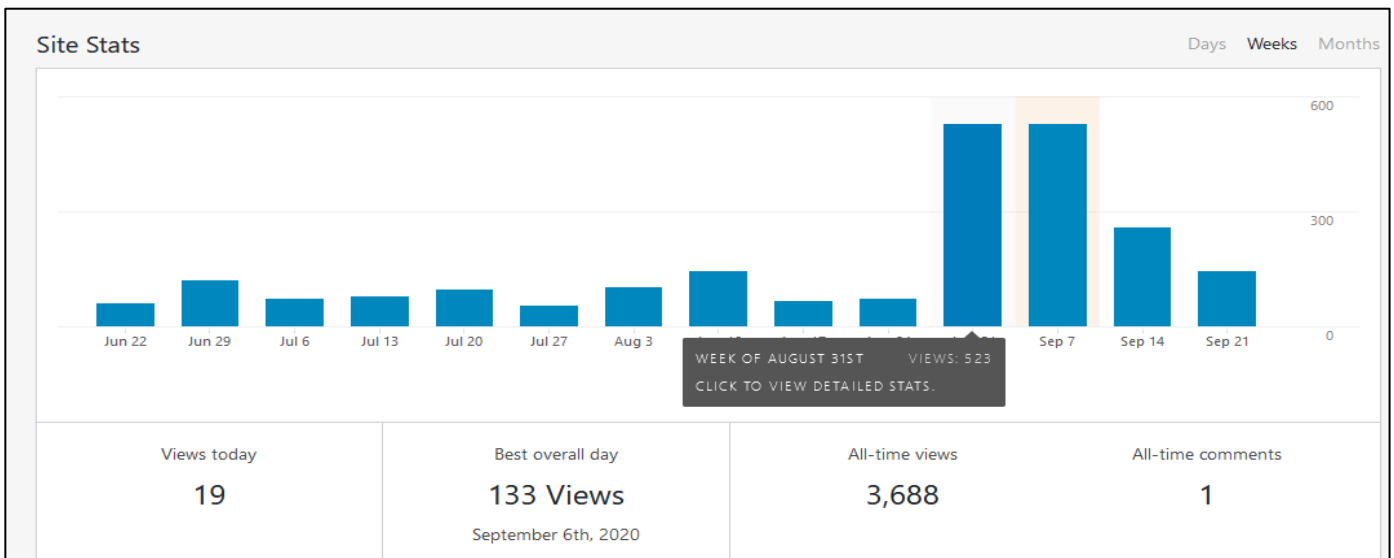 Site Stats
Days Weeks Months
600
300
0
Jun 22 Jun 29 Jul 6 Jul 13 Jul 20 Jul 27 Aug 3 Sep 7 Sep 14 Sep 21
WEEK OF AUGUST 31ST VIEWS: 523
CLICK TO VIEW DETAILED STATS.
Views today
19
Best overall day
133 Views
September 6th, 2020
All-time views
3,688
All-time comments
1